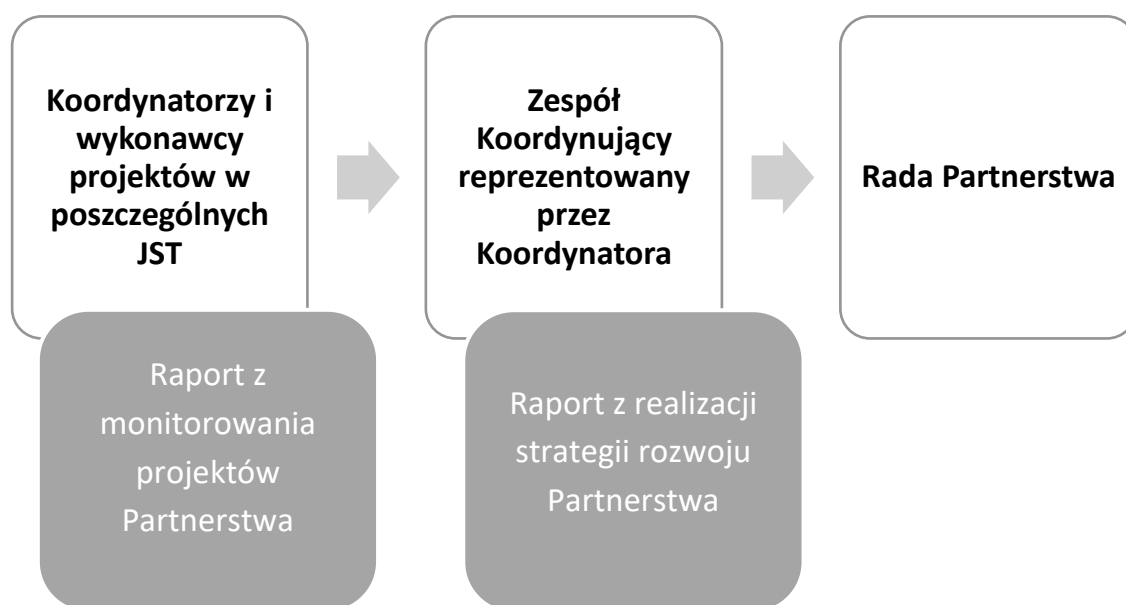 Koordynatorzy i
wykonawcy
projektów w
poszczególnych
JST
Raport z
monitorowania
projektów
Partnerstwa
Zespół
Koordynujący
reprezentowany
przez
Koordynatora
Raport z realizacji
strategii rozwoju
Partnerstwa
Rada Partnerstwa